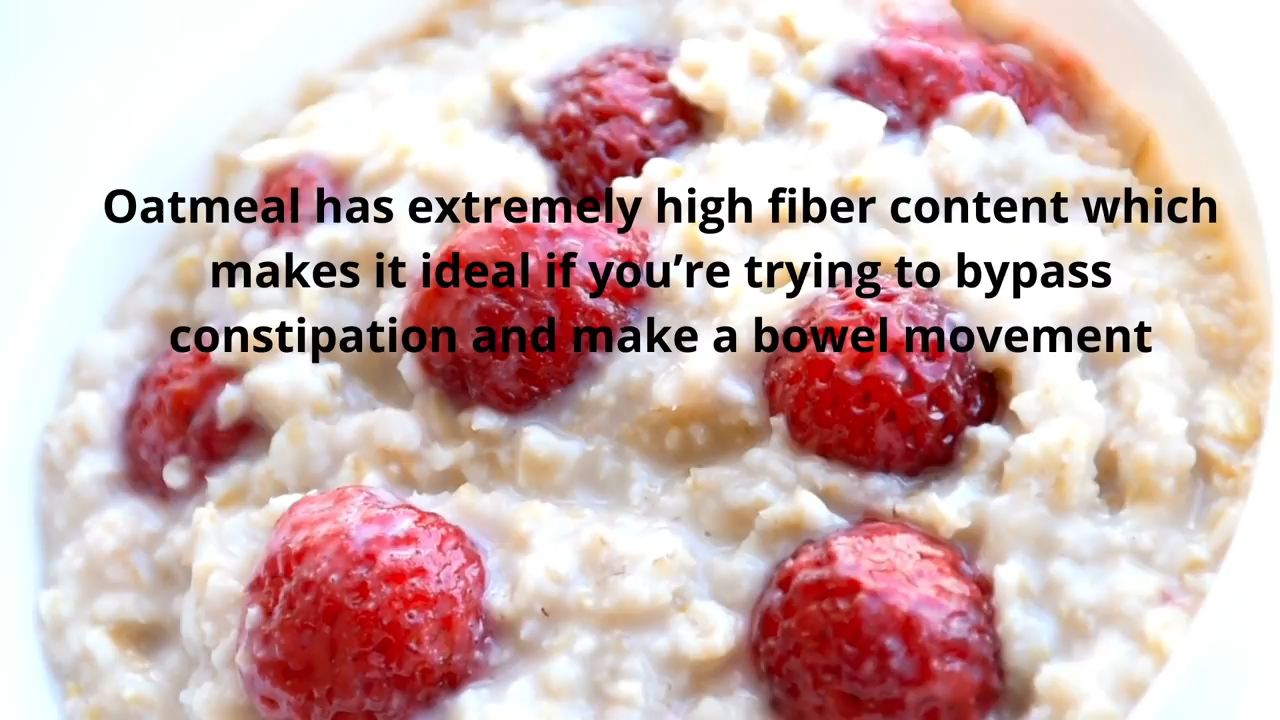 Oatmeal has extremely high fiber content which
makes it ideal if you’re trying to bypass
constipation and make a bowel movement